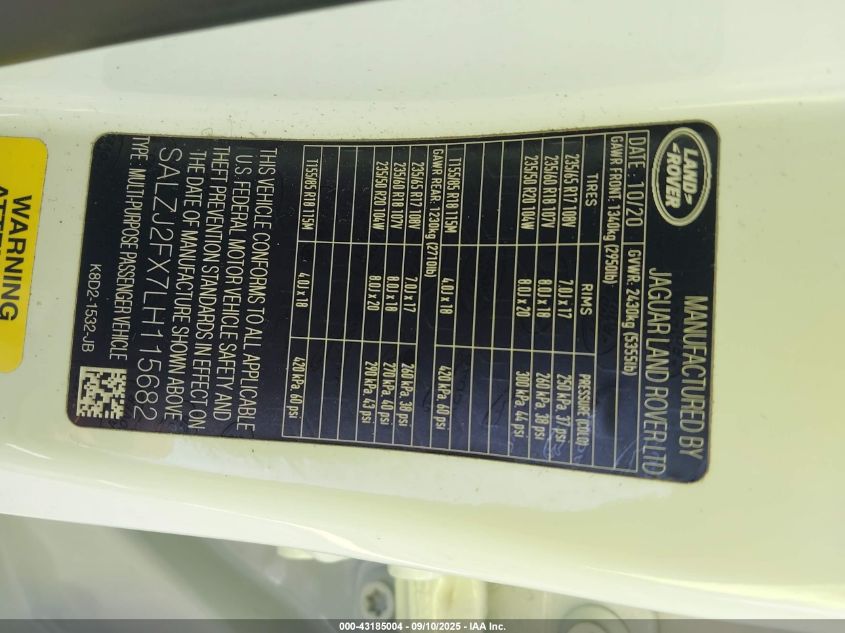 LAND
ROVER
MANUFACTURED BY
JAGUAR LAND ROVER LTD
DATE: 10/20 GVWR: 2430kg (5355lb)
GAWR FRONT: 1340kg (2950lb)
TIRES RIMS PRESSURE (COLD)
235/65 R17 108V 7.0J x 17 250 kPa, 37 psi
235/60 R18 107V 8.0J x 18 260 kPa, 38 psi
235/50 R20 104W 8.0J x 20 300 kPa, 44 psi
T155/85 R18 115M 4.0J x 18 420 kPa, 60 psi
GAWR REAR: 1230kg (2710lb)
235/65 R17 108V 7.0J x 17 260 kPa, 38 psi
235/60 R18 107V 8.0J x 18 270 kPa, 40 psi
235/50 R20 104W 8.0J x 20 290 kPa, 43 psi
T155/85 R18 115M 4.0J x 18 420 kPa, 60 psi
THIS VEHICLE CONFORMS TO ALL APPLICABLE
U.S. FEDERAL MOTOR VEHICLE SAFETY AND
THEFT PREVENTION STANDARDS IN EFFECT ON
THE DATE OF MANUFACTURE SHOWN ABOVE
SALZJ2FX7LH115682
TYPE: MULTI-PURPOSE PASSENGER VEHICLE
K8D2-1532-JB
WARNING
000-43185004 - 09/10/2025 - IAA Inc.